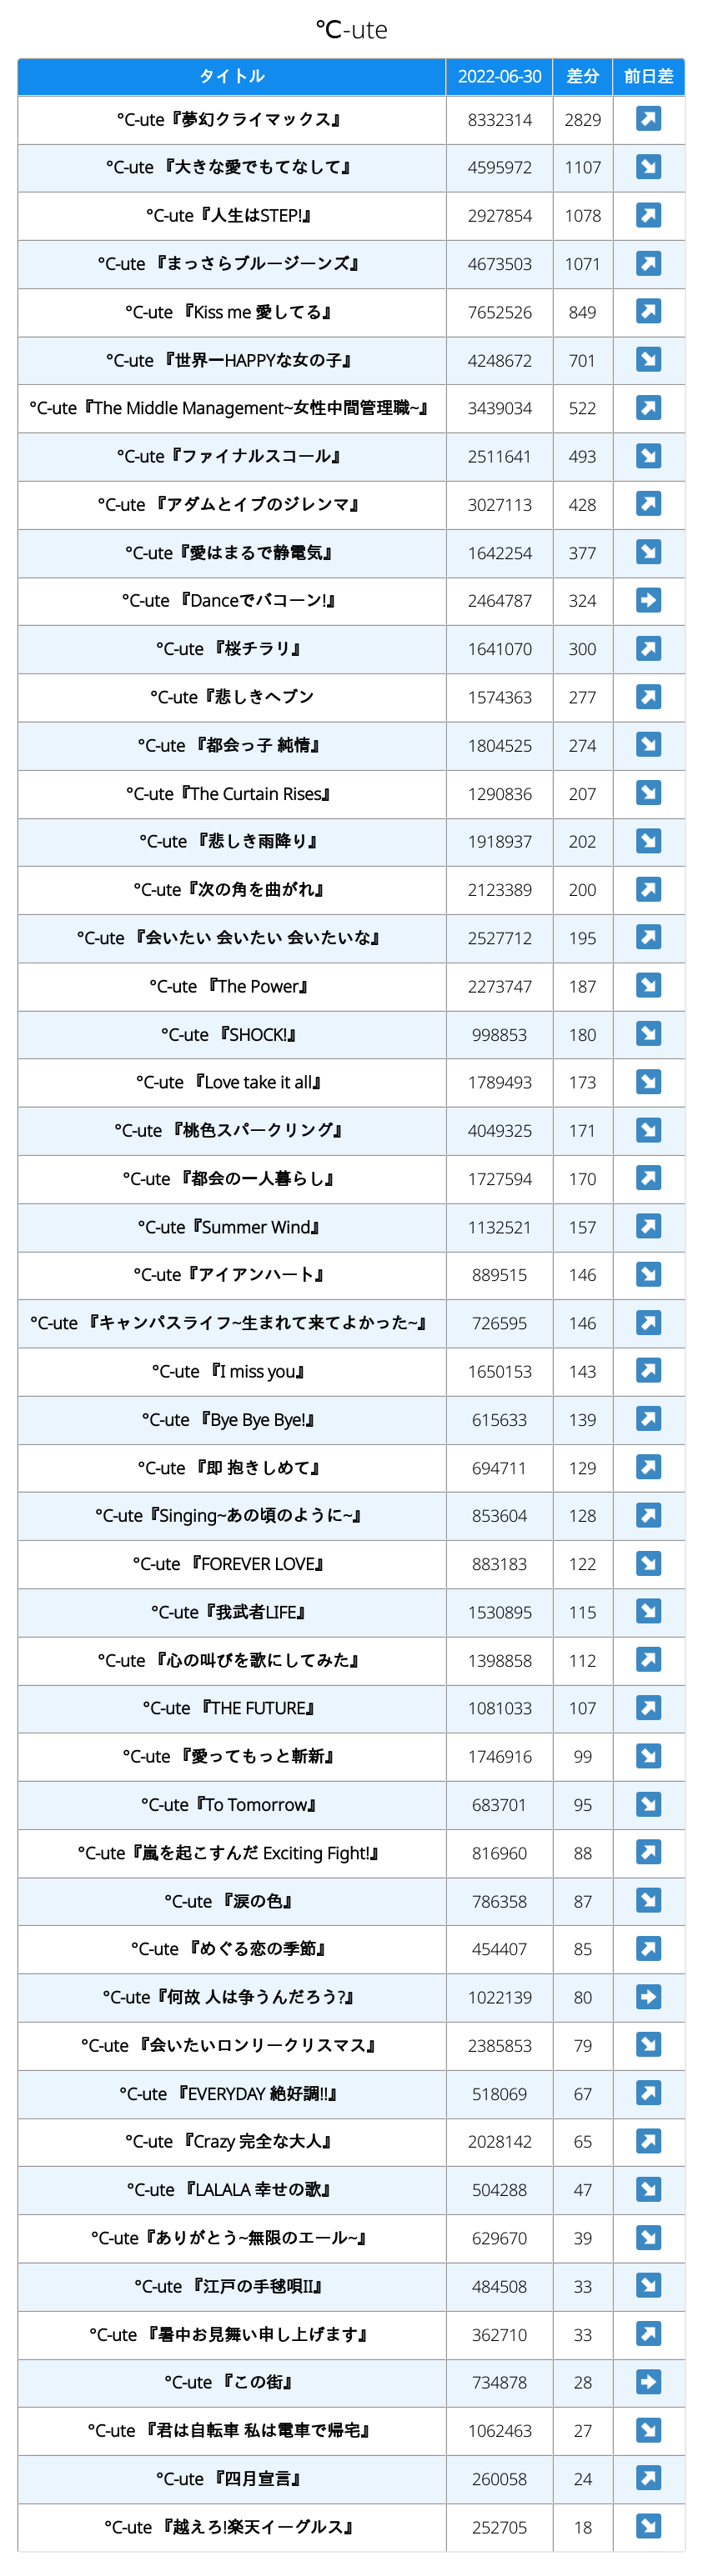 ℃-ute
タイトル 2022-06-30 差分 前日差
°C-ute『夢幻クライマックス』 8332314 2829 ↗
°C-ute 『大きな愛でもてなして』 4595972 1107 ↘
°C-ute『人生はSTEP!』 2927854 1078 ↗
°C-ute 『まっさらブルージーンズ』 4673503 1071 ↗
°C-ute 『Kiss me 愛してる』 7652526 849 ↗
°C-ute 『世界一HAPPYな女の子』 4248672 701 ↘
°C-ute『The Middle Management~女性中間管理職~』 3439034 522 ↗
°C-ute『ファイナルスコール』 2511641 493 ↘
°C-ute 『アダムとイブのジレンマ』 3027113 428 ↗
°C-ute『愛はまるで静電気』 1642254 377 ↘
°C-ute 『Danceでバコーン!』 2464787 324 →
°C-ute 『桜チラリ』 1641070 300 ↗
°C-ute『悲しきヘブン 1574363 277 ↗
°C-ute 『都会っ子 純情』 1804525 274 ↘
°C-ute『The Curtain Rises』 1290836 207 ↘
°C-ute 『悲しき雨降り』 1918937 202 ↘
°C-ute『次の角を曲がれ』 2123389 200 ↗
°C-ute 『会いたい 会いたい 会いたいな』 2527712 195 ↗
°C-ute 『The Power』 2273747 187 ↘
°C-ute 『SHOCK!』 998853 180 ↘
°C-ute 『Love take it all』 1789493 173 ↘
°C-ute 『桃色スパークリング』 4049325 171 ↘
°C-ute 『都会の一人暮らし』 1727594 170 ↗
°C-ute『Summer Wind』 1132521 157 ↗
°C-ute『アイアンハート』 889515 146 ↘
°C-ute 『キャンパスライフ~生まれて来てよかった~』 726595 146 ↗
°C-ute 『I miss you』 1650153 143 ↗
°C-ute 『Bye Bye Bye!』 615633 139 ↗
°C-ute 『即 抱きしめて』 694711 129 ↗
°C-ute『Singing~あの頃のように~』 853604 128 ↗
°C-ute 『FOREVER LOVE』 883183 122 ↘
°C-ute『我武者LIFE』 1530895 115 ↘
°C-ute 『心の叫びを歌にしてみた』 1398858 112 ↗
°C-ute 『THE FUTURE』 1081033 107 ↗
°C-ute 『愛ってもっと斬新』 1746916 99 ↘
°C-ute『To Tomorrow』 683701 95 ↘
°C-ute『嵐を起こすんだ Exciting Fight!』 816960 88 ↗
°C-ute 『涙の色』 786358 87 ↘
°C-ute 『めぐる恋の季節』 454407 85 ↗
°C-ute『何故 人は争うんだろう?』 1022139 80 →
°C-ute 『会いたいロンリークリスマス』 2385853 79 ↘
°C-ute 『EVERYDAY 絶好調!!』 518069 67 ↗
°C-ute 『Crazy 完全な大人』 2028142 65 ↗
°C-ute 『LALALA 幸せの歌』 504288 47 ↘
°C-ute『ありがとう~無限のエール~』 629670 39 ↘
°C-ute 『江戸の手毬唄II』 484508 33 ↘
°C-ute 『暑中お見舞い申し上げます』 362710 33 ↗
°C-ute 『この街』 734878 28 →
°C-ute 『君は自転車 私は電車で帰宅』 1062463 27 ↘
°C-ute 『四月宣言』 260058 24 ↗
°C-ute 『越えろ!楽天イーグルス』 252705 18 ↘